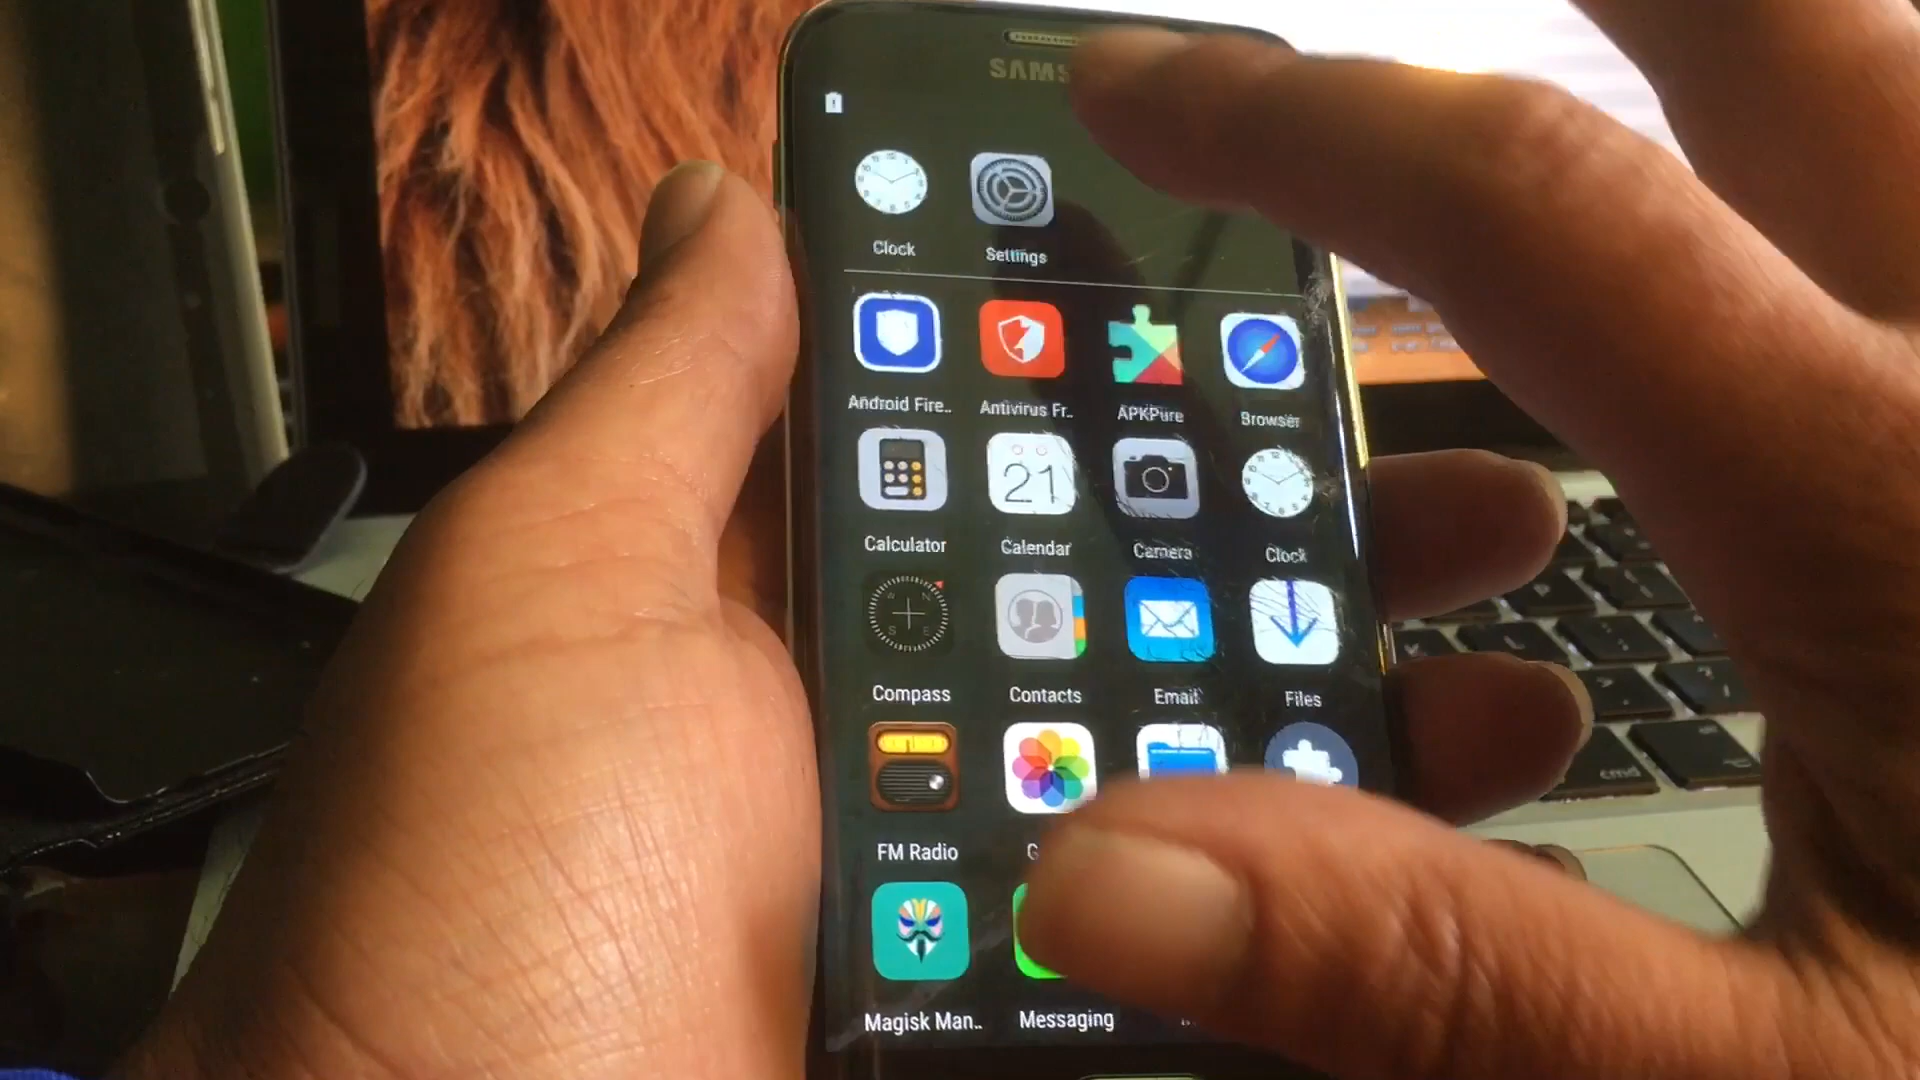 Clock Settings
Android Fire.. Antivirus Fr.. APKPure Browser
21
Calculator Calendar Camera Clock
N
W
S E
Compass Contacts Email Files
FM Radio
Magisk Man.. Messaging
cmd